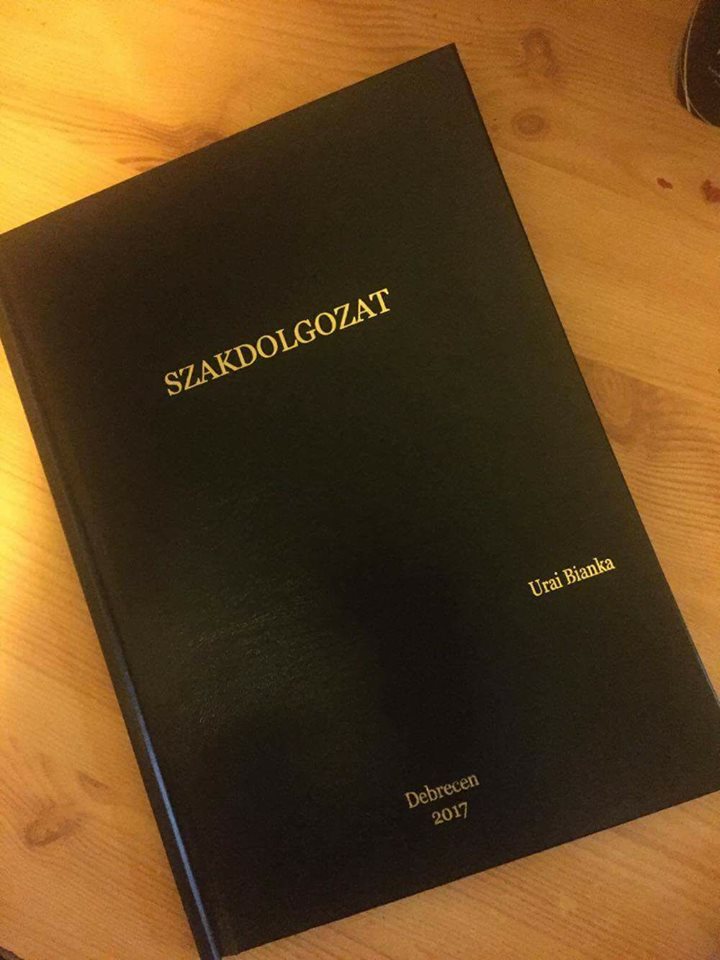 SZAKDOLGOZAT
Urai Bianka
Debrecen
2017